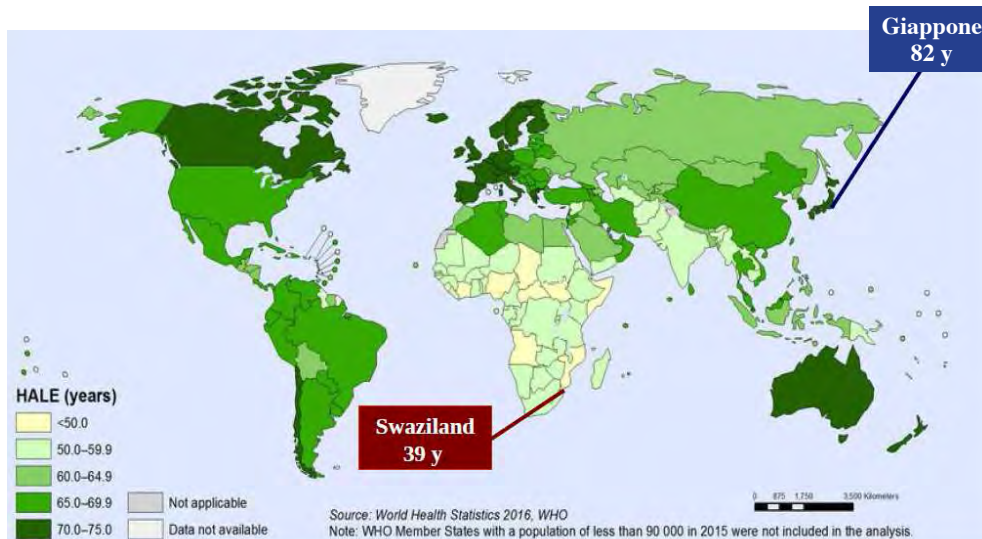 Giappone
82 y
HALE (years)
<50.0
50.0–59.9
60.0–64.9
65.0–69.9
70.0–75.0
Not applicable
Data not available
Swaziland
39 y
0 875 1,750 3,500 Kilometers
Source: World Health Statistics 2016, WHO
Note: WHO Member States with a population of less than 90 000 in 2015 were not included in the analysis.